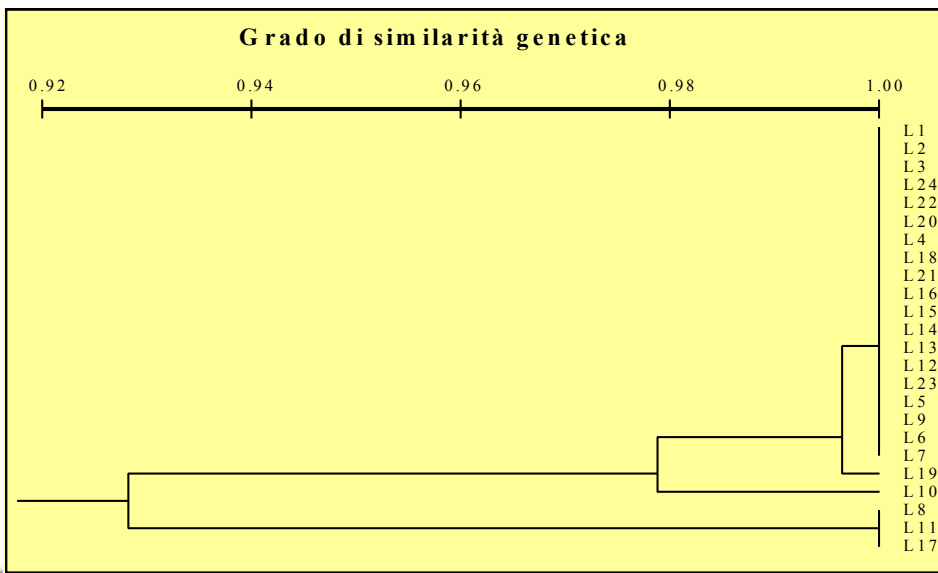 Grado di similarità genetica
0.92 0.94 0.96 0.98 1.00
L1
L2
L3
L24
L22
L20
L4
L18
L21
L16
L15
L14
L13
L12
L23
L5
L9
L6
L7
L19
L10
L8
L11
L17